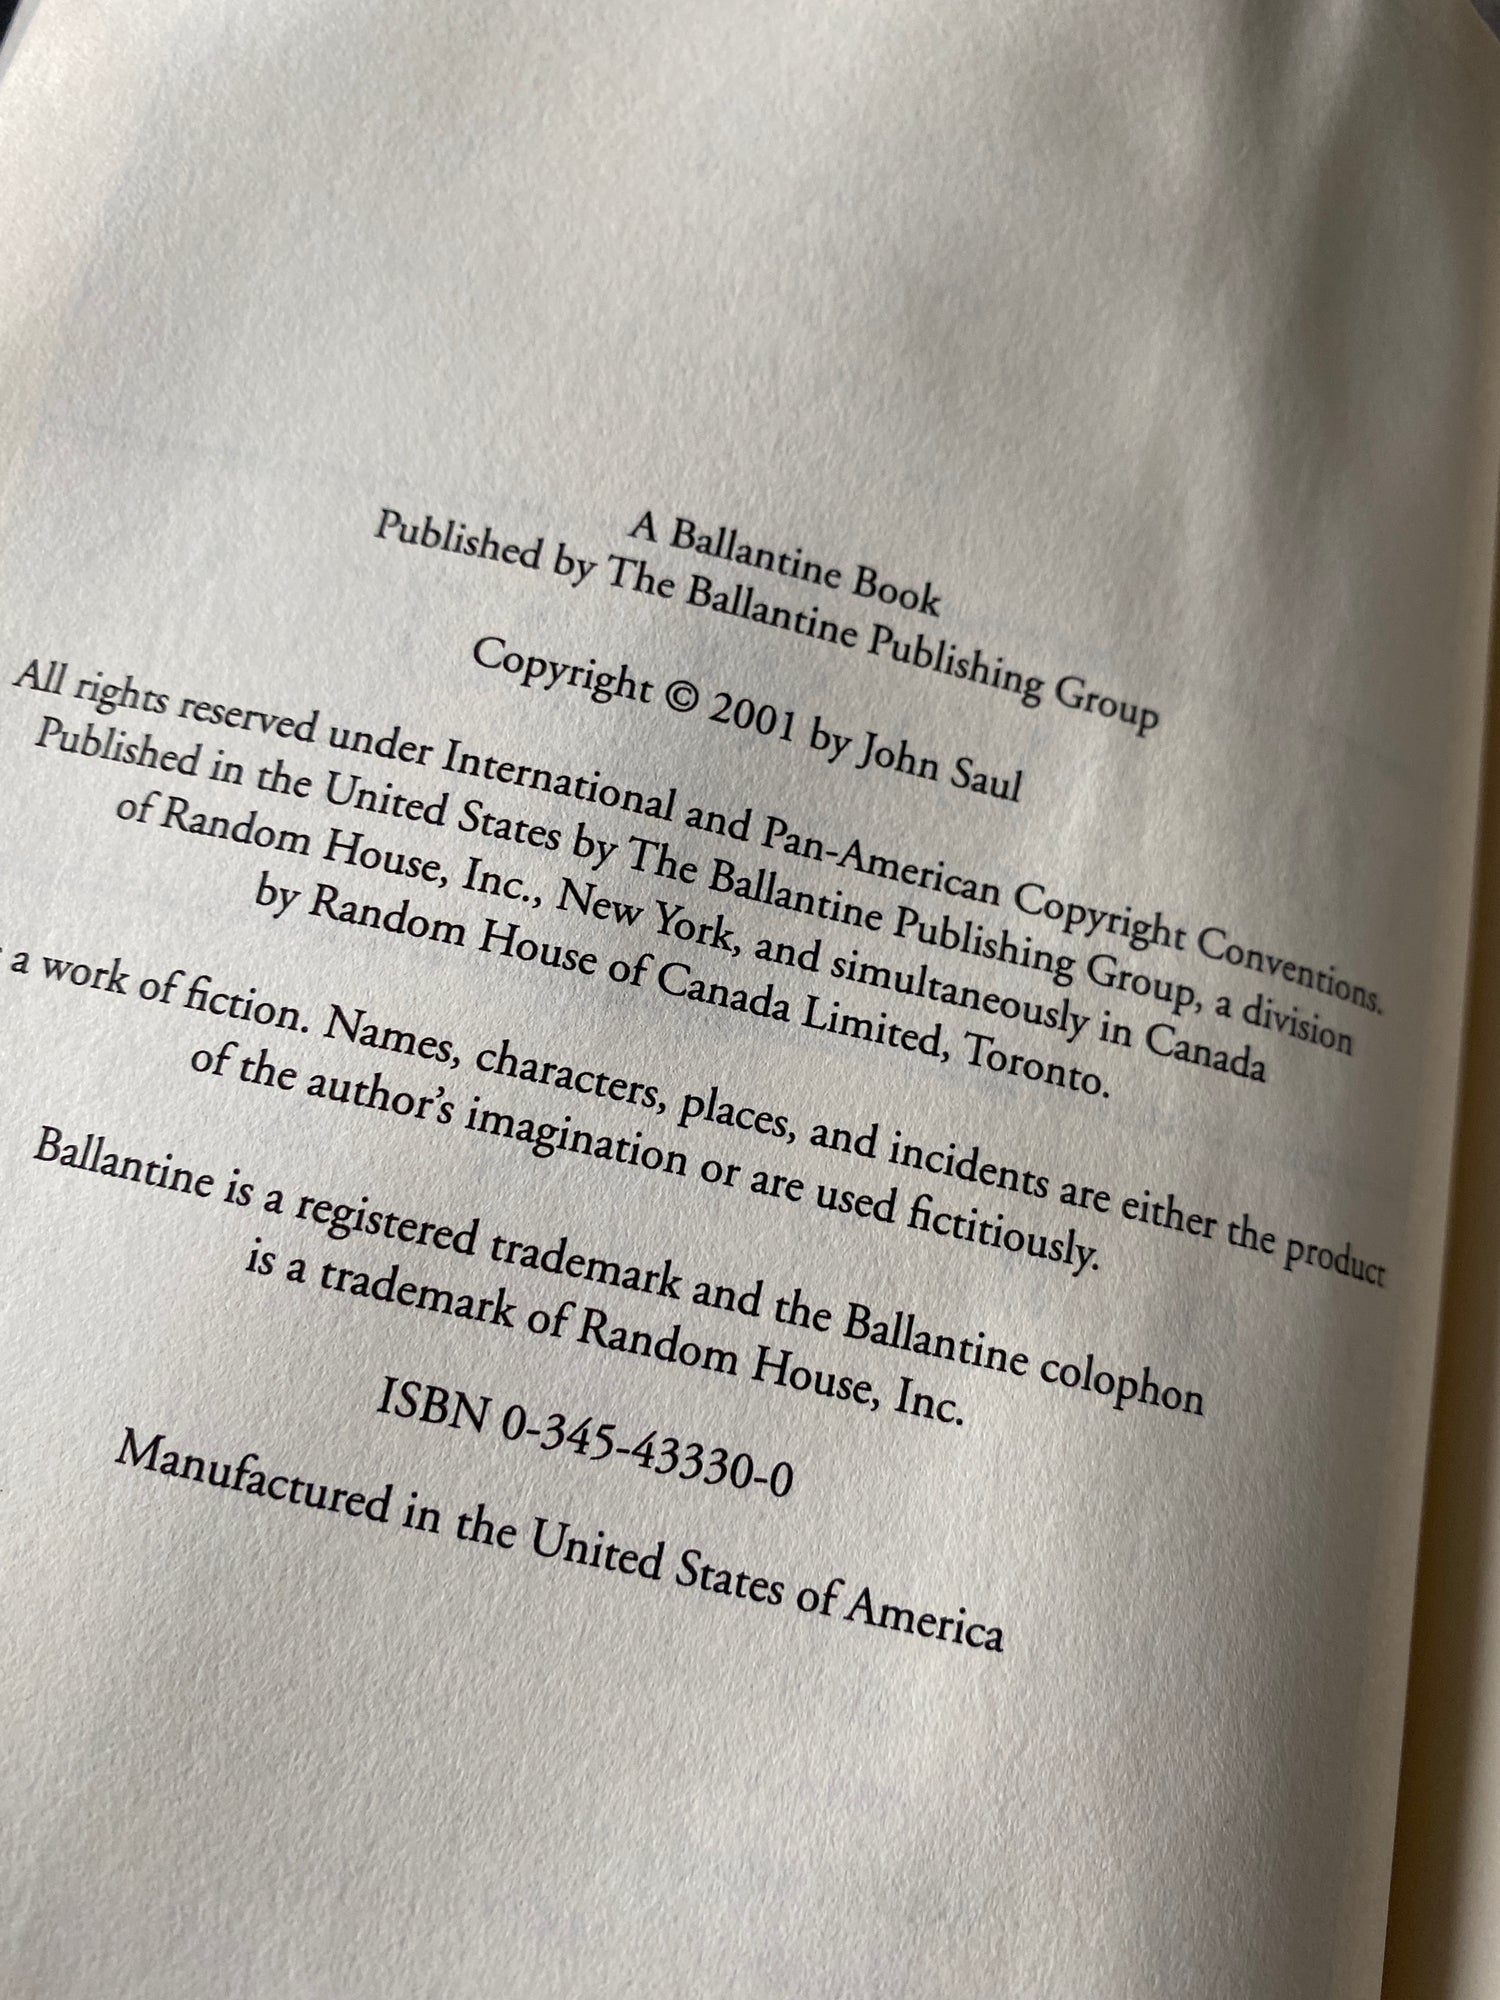 A Ballantine Book
Published by The Ballantine Publishing Group
Copyright © 2001 by John Saul
All rights reserved under International and Pan-American Copyright Conventions.
Published in the United States by The Ballantine Publishing Group, a division
of Random House, Inc., New York, and simultaneously in Canada
by Random House of Canada Limited, Toronto.
a work of fiction. Names, characters, places, and incidents are either the product
of the author's imagination or are used fictitiously.
Ballantine is a registered trademark and the Ballantine colophon
is a trademark of Random House, Inc.
ISBN 0-345-43330-0
Manufactured in the United States of America